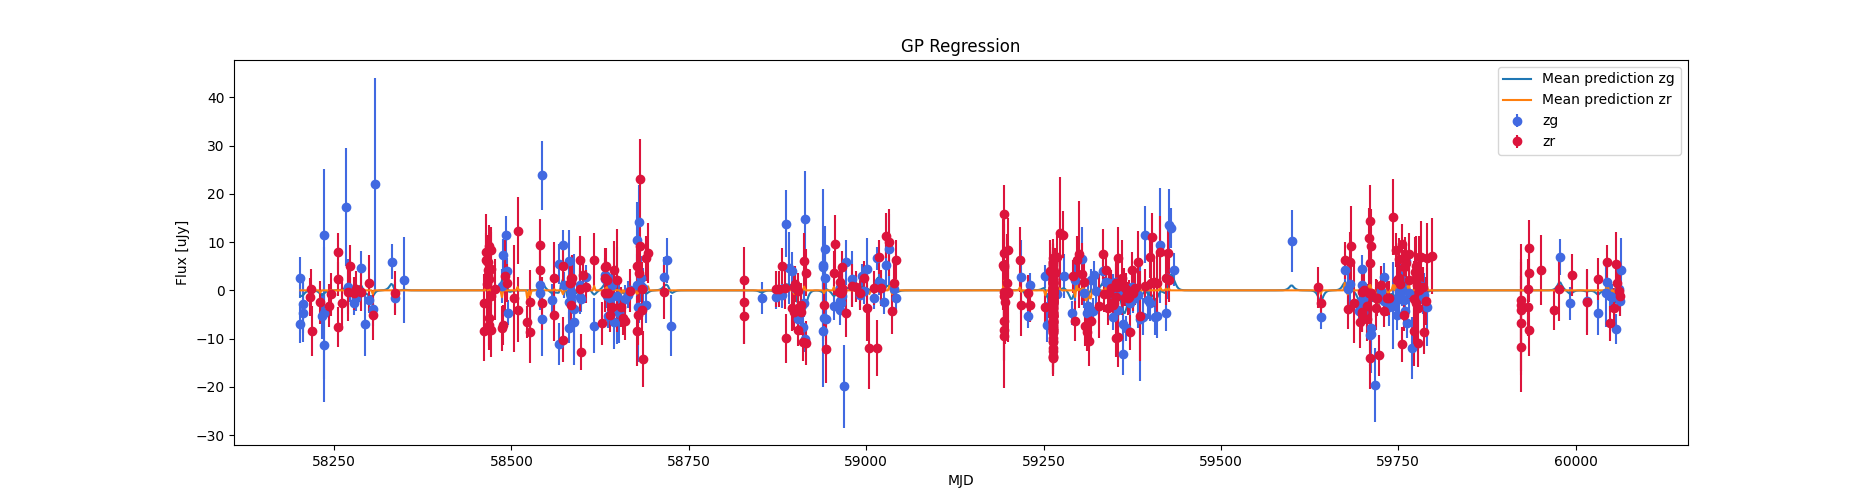 GP Regression
Mean prediction zg
Mean prediction zr
zg
zr
Flux [uJy]
40
30
20
10
0
−10
−20
−30
58250 58500 58750 59000 59250 59500 59750 60000
MJD